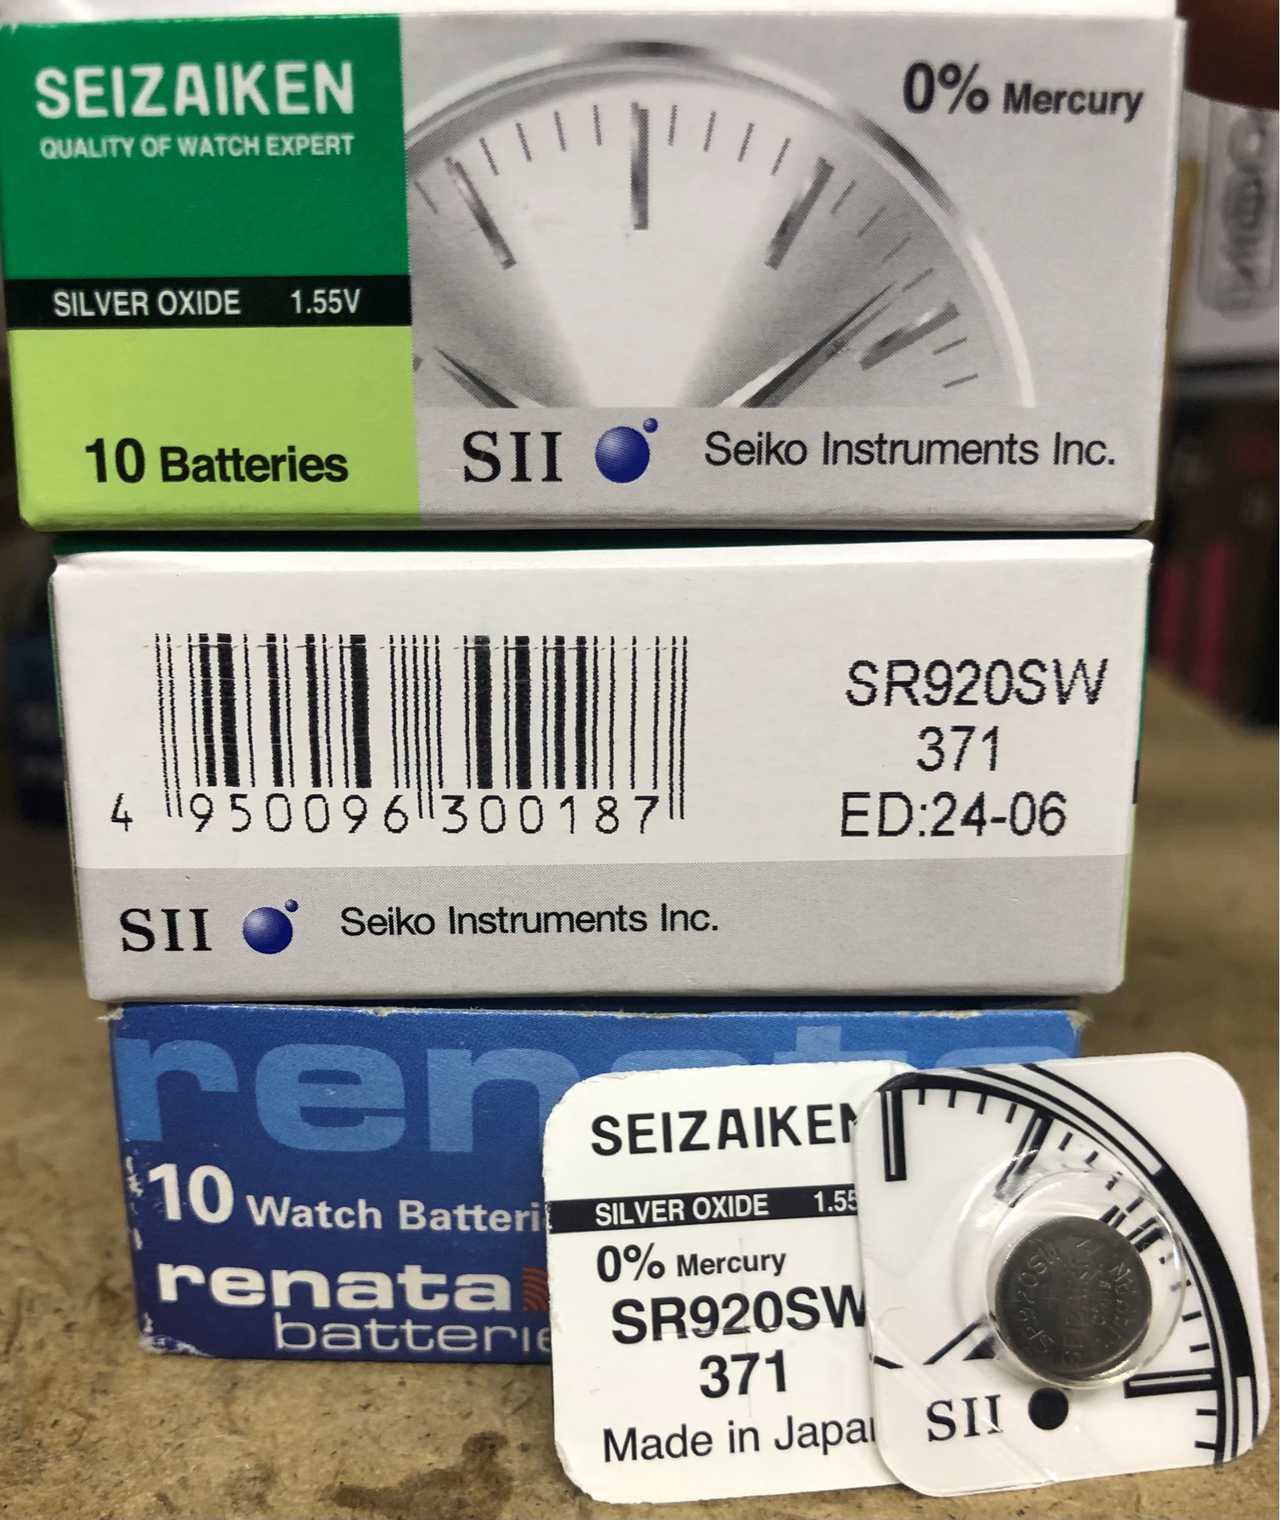 SEIZAIKEN
QUALITY OF WATCH EXPERT
0% Mercury
SILVER OXIDE 1.55V
10 Batteries
SII Seiko Instruments Inc.
SR920SW
371
ED:24-06
4 950096 300187
SII Seiko Instruments Inc.
renata
10 Watch Batteri
renata
batterie
SEIZAIKEN
SILVER OXIDE 1.55
0% Mercury
SR920SW
371
Made in Japa
SII